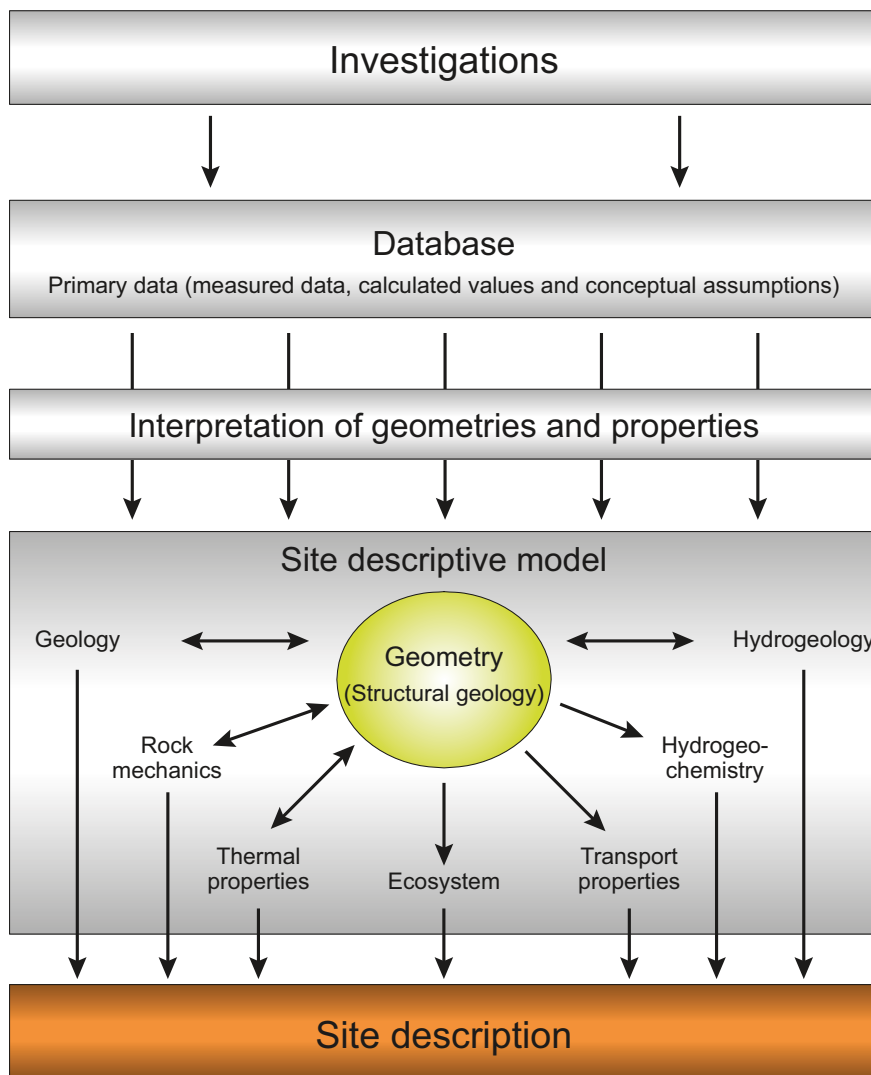 Investigations
Database
Primary data (measured data, calculated values and conceptual assumptions)
Interpretation of geometries and properties
Site descriptive model
Geology
Geometry
(Structural geology)
Hydrogeology
Rock
mechanics
Hydrogeo-
chemistry
Thermal
properties
Ecosystem
Transport
properties
Site description